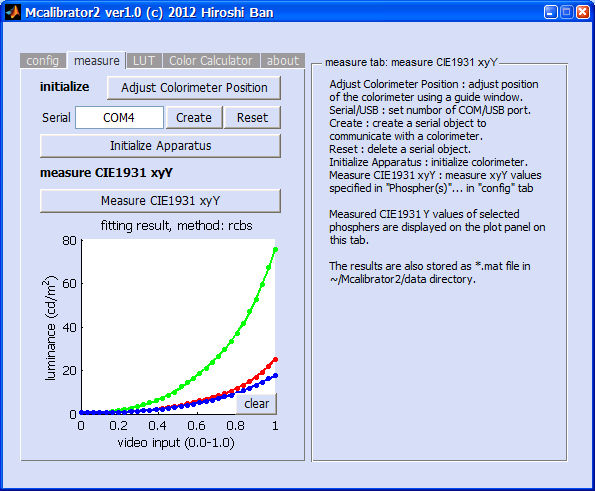 Mcalibrator2 ver1.0 (c) 2012 Hiroshi Ban
config measure LUT Color Calculator about
initialize Adjust Colorimeter Position
Serial COM4 Create Reset
Initialize Apparatus
measure CIE1931 xyY
Measure CIE1931 xyY
fitting result, method: rcbs
80
60
40
20
0
luminance (cd/m²)
0 0.2 0.4 0.6 0.8 1
video input (0.0-1.0)
clear
measure tab: measure CIE1931 xyY
Adjust Colorimeter Position : adjust position
of the colorimeter using a guide window.
Serial/USB : set numbor of COM/USB port.
Create : create a serial object to
communicate with a colorimeter.
Reset : delete a serial object.
Initialize Apparatus : initialize colorimeter.
Measure CIE1931 xyY : measure xyY values
specified in "Phospher(s)"... in "config" tab
Measured CIE1931 Y values of selected
phosphers are displayed on the plot panel on
this tab.
The results are also stored as *.mat file in
~/Mcalibrator2/data directory.